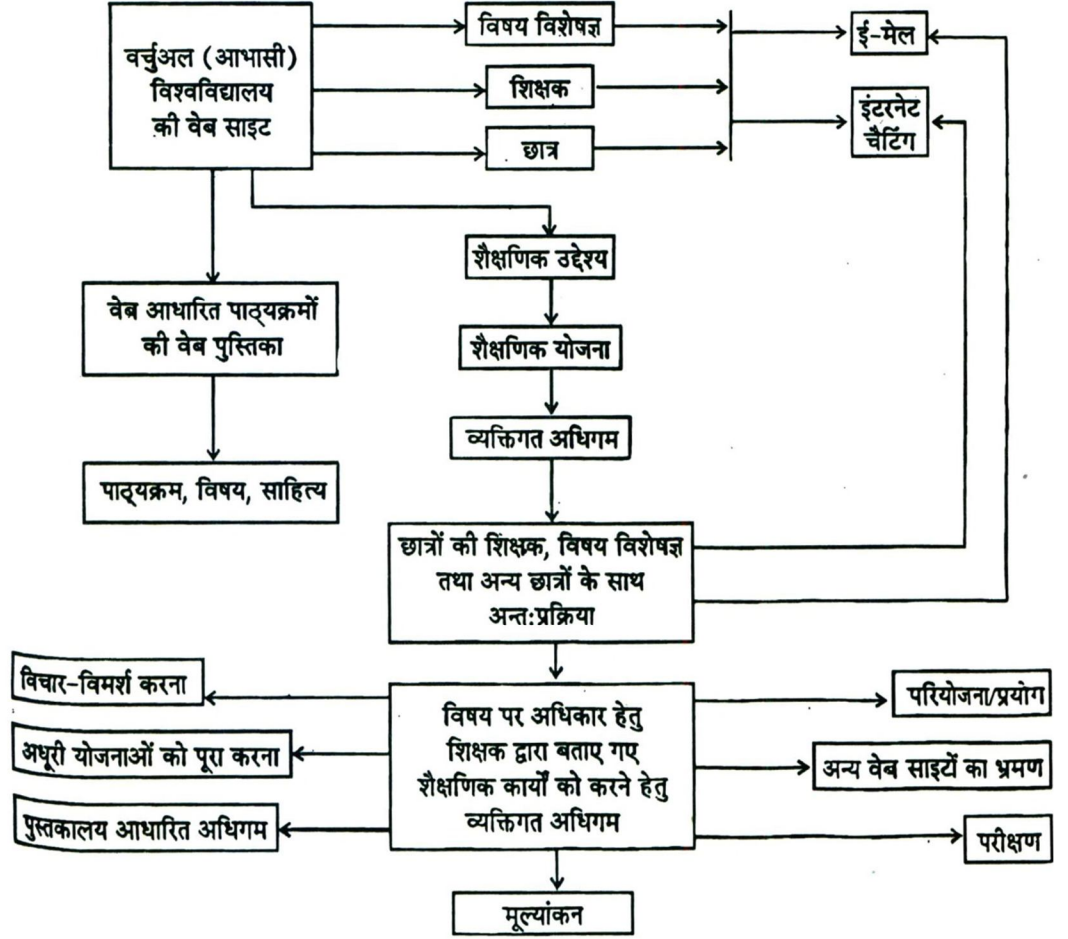 वर्चुअल (आभासी)
विश्वविद्यालय
की वेब साइट
विषय विशेषज्ञ
शिक्षक
छात्र
ई-मेल
इंटरनेट
चैटिंग
शैक्षणिक उद्देश्य
शैक्षणिक योजना
व्यक्तिगत अधिगम
वेब आधारित पाठ्यक्रमों
की वेब पुस्तिका
पाठ्यक्रम, विषय, साहित्य
छात्रों की शिक्षक, विषय विशेषज्ञ
तथा अन्य छात्रों के साथ
अन्त:प्रक्रिया
विचार-विमर्श करना
अधूरी योजनाओं को पूरा करना
पुस्तकालय आधारित अधिगम
विषय पर अधिकार हेतु
शिक्षक द्वारा बताए गए
शैक्षणिक कार्यों को करने हेतु
व्यक्तिगत अधिगम
परियोजना/प्रयोग
अन्य वेब साइटों का भ्रमण
परीक्षण
मूल्यांकन